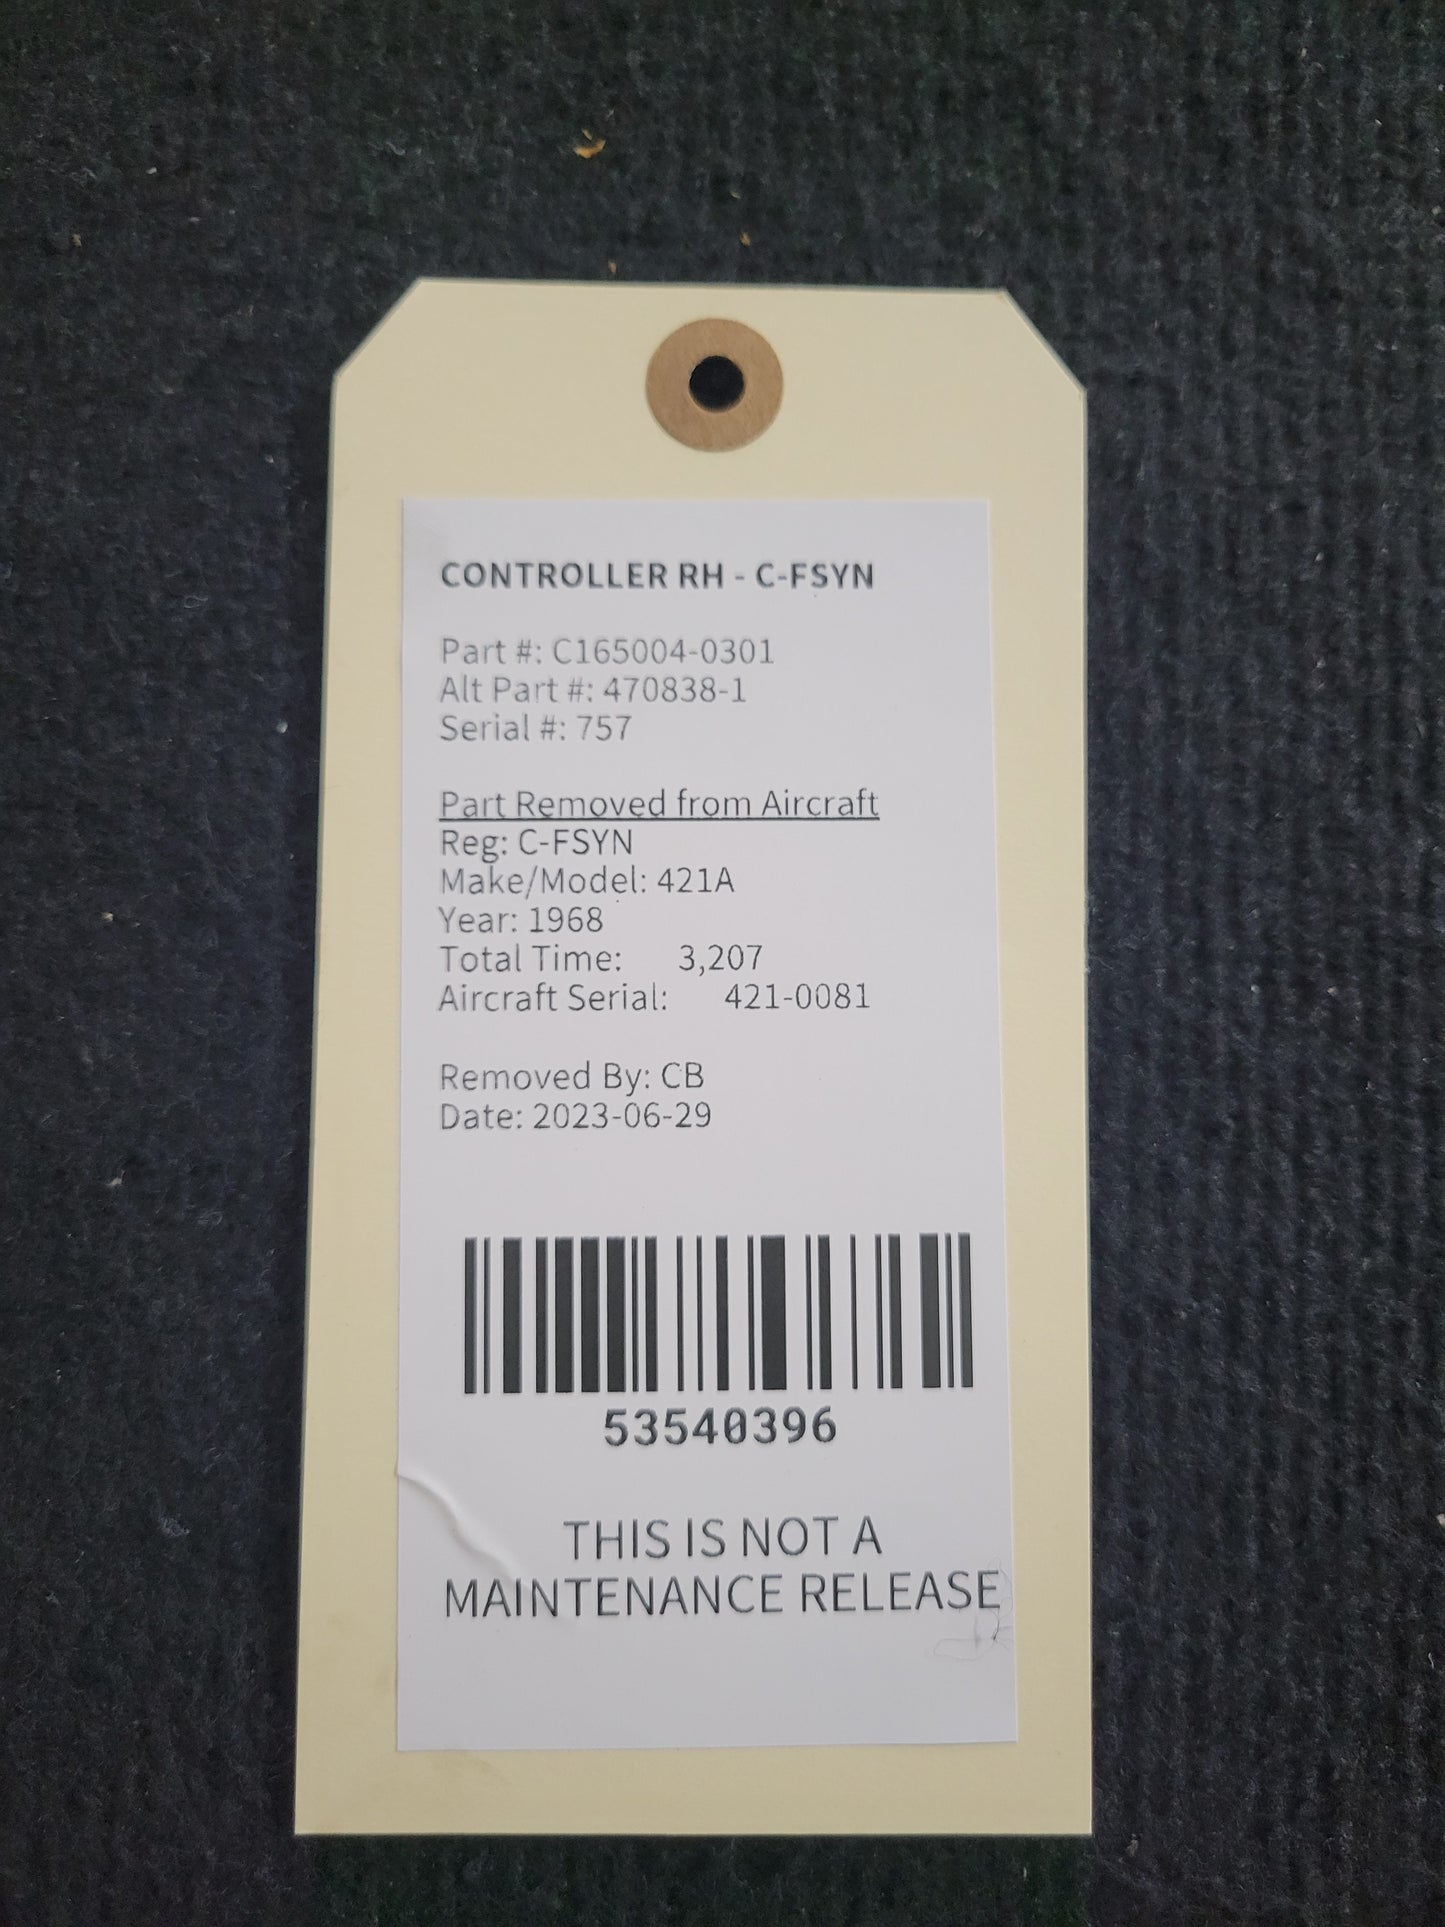 CONTROLLER RH - C-FSYN
Part #: C165004-0301
Alt Part #: 470838-1
Serial #: 757
Part Removed from Aircraft
Reg: C-FSYN
Make/Model: 421A
Year: 1968
Total Time: 3,207
Aircraft Serial: 421-0081
Removed By: CB
Date: 2023-06-29
53540396
THIS IS NOT A
MAINTENANCE RELEASE